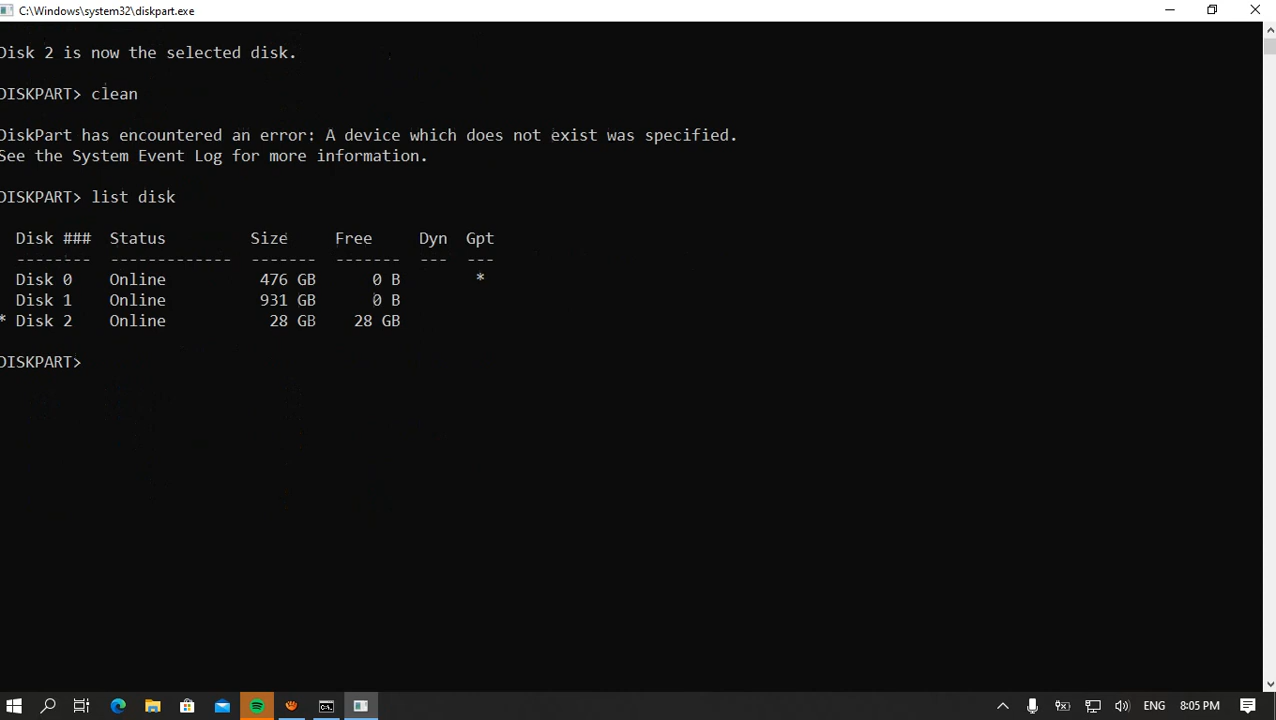 C:\Windows\system32\diskpart.exe
Disk 2 is now the selected disk.
DISKPART> clean
DiskPart has encountered an error: A device which does not exist was specified.
See the System Event Log for more information.
DISKPART> list disk
Disk ###  Status         Size     Free     Dyn  Gpt
--------  -------------  -------  -------  ---  ---
Disk 0    Online          476 GB      0 B        *
Disk 1    Online          931 GB      0 B
* Disk 2    Online           28 GB    28 GB
DISKPART>
ENG 8:05 PM